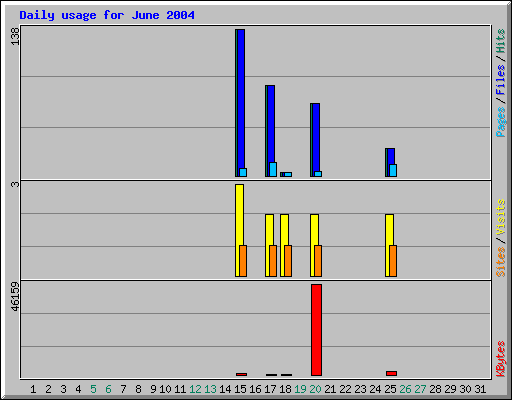 Daily usage for June 2004
138
3
46159
Pages / Files / Hits
Sites / Visits
KBytes
1 2 3 4 5 6 7 8 9 10 11 12 13 14 15 16 17 18 19 20 21 22 23 24 25 26 27 28 29 30 31